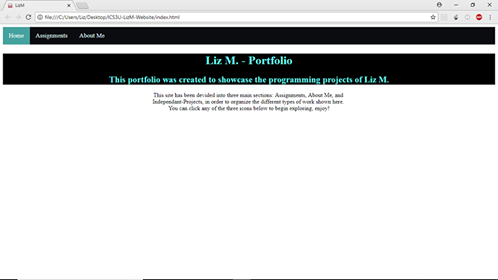 LizM
file:///C:/Users/Liz/Desktop/ICS3U-LizM-Website/index.html
Home Assignments About Me
Liz M. - Portfolio
This portfolio was created to showcase the programming projects of Liz M.
This site has been devided into three main sections: Assignments, About Me, and
Independant-Projects, in order to organize the different types of work shown here.
You can click any of the three icons below to begin exploring, enjoy!